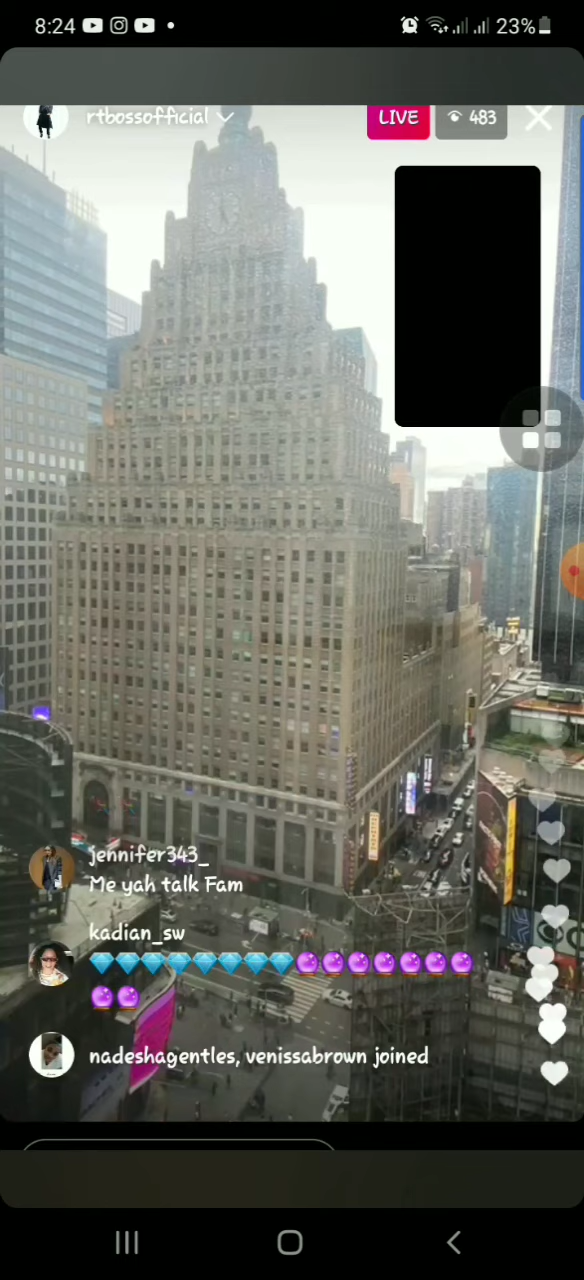 8:24
23%
rtbossofficial
LIVE
483
jennifer343_
Me yah talk Fam
kadian_sw
💎💎💎💎💎💎💎💎🔮🔮🔮🔮🔮🔮🔮
🔮🔮
nadeshagentles, venissabrown joined